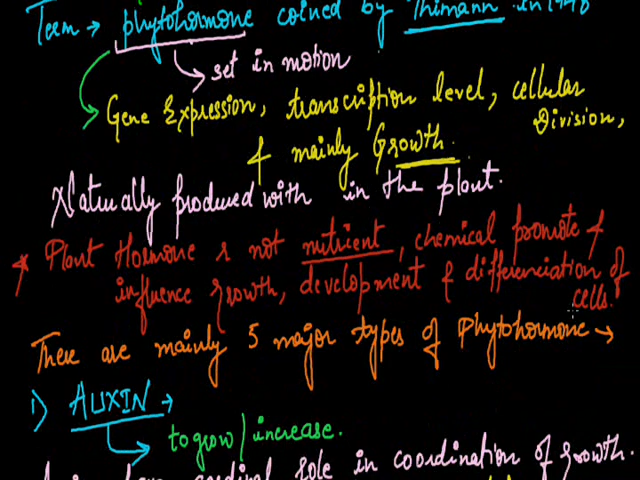 Term → phytohormone coined by Thimann in 1948
set in motion
Gene Expression, transcription level, cellular
Division,
& mainly Growth.
Naturally produced with in the plant.
* Plant Hormone r not nutrient, chemical promote &
influence growth, development & differenciation of
cells.
There are mainly 5 major types of Phytohormone →
1) AUXIN →
to grow/increase.
role in coordination of growth.